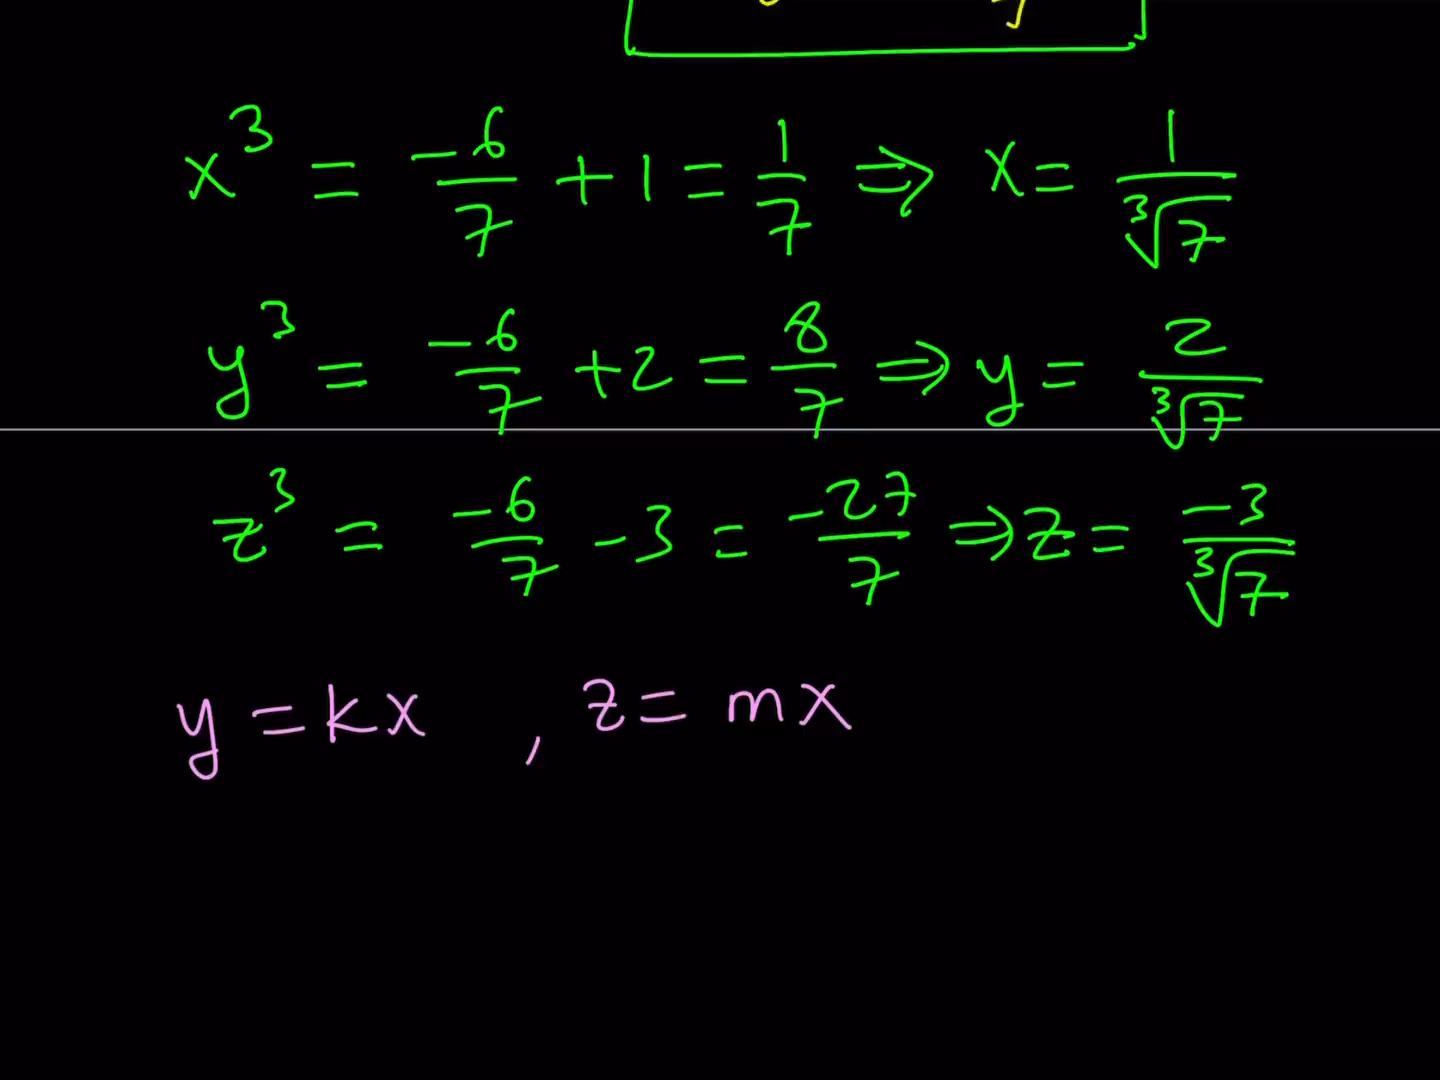 x³ = -6/7 + 1 = 1/7 ⇒ x = 1/∛7
y³ = -6/7 + 2 = 8/7 ⇒ y = 2/∛7
z³ = -6/7 - 3 = -27/7 ⇒ z = -3/∛7
y = kx , z = mx